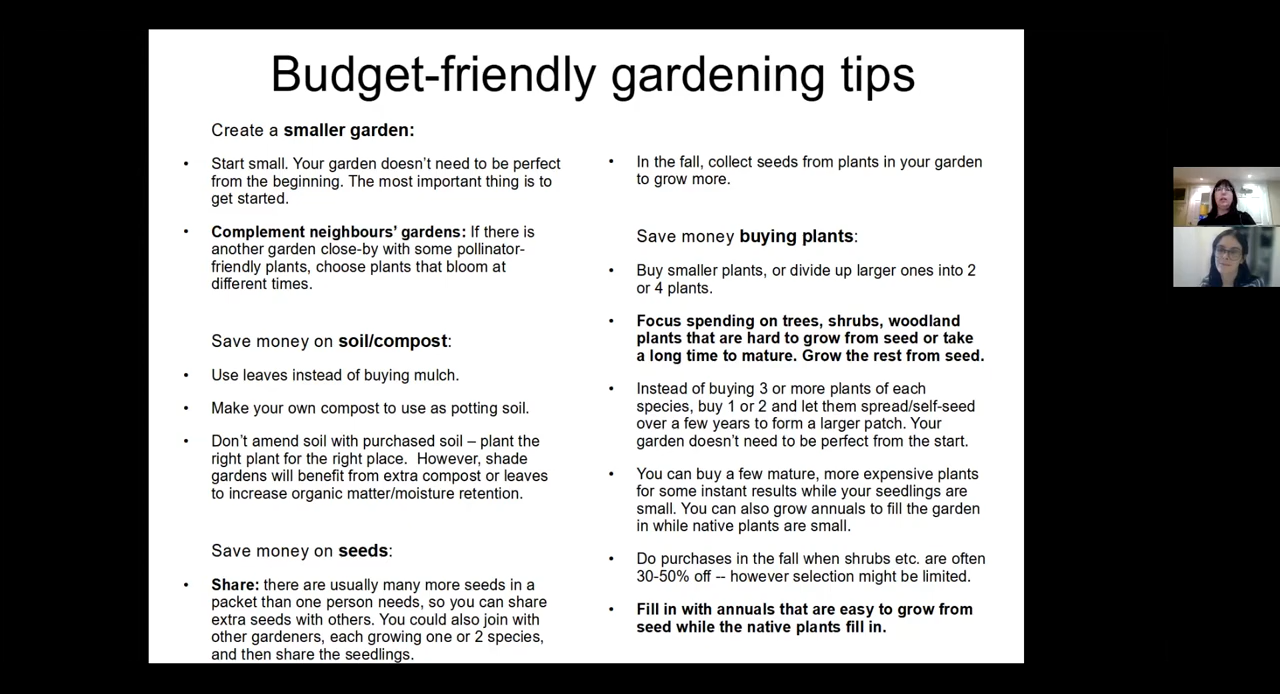 Budget-friendly gardening tips
Create a smaller garden:
• Start small. Your garden doesn’t need to be perfect
from the beginning. The most important thing is to
get started.
• Complement neighbours’ gardens: If there is
another garden close-by with some pollinator-
friendly plants, choose plants that bloom at
different times.
Save money on soil/compost:
• Use leaves instead of buying mulch.
• Make your own compost to use as potting soil.
• Don’t amend soil with purchased soil – plant the
right plant for the right place.  However, shade
gardens will benefit from extra compost or leaves
to increase organic matter/moisture retention.
Save money on seeds:
• Share: there are usually many more seeds in a
packet than one person needs, so you can share
extra seeds with others. You could also join with
other gardeners, each growing one or 2 species,
and then share the seedlings.
• In the fall, collect seeds from plants in your garden
to grow more.
Save money buying plants:
• Buy smaller plants, or divide up larger ones into 2
or 4 plants.
• Focus spending on trees, shrubs, woodland
plants that are hard to grow from seed or take
a long time to mature. Grow the rest from seed.
• Instead of buying 3 or more plants of each
species, buy 1 or 2 and let them spread/self-seed
over a few years to form a larger patch. Your
garden doesn’t need to be perfect from the start.
• You can buy a few mature, more expensive plants
for some instant results while your seedlings are
small. You can also grow annuals to fill the garden
in while native plants are small.
• Do purchases in the fall when shrubs etc. are often
30-50% off -- however selection might be limited.
• Fill in with annuals that are easy to grow from
seed while the native plants fill in.